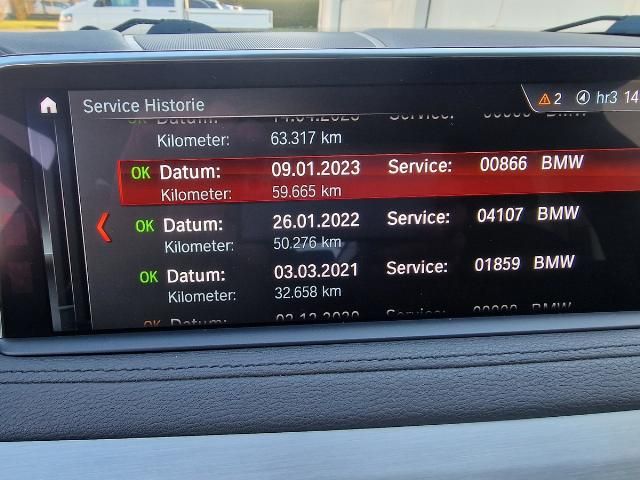 Service Historie
2 hr3 14
Kilometer: 63.317 km
OK Datum: 09.01.2023 Service: 00866 BMW
Kilometer: 59.665 km
OK Datum: 26.01.2022 Service: 04107 BMW
Kilometer: 50.276 km
OK Datum: 03.03.2021 Service: 01859 BMW
Kilometer: 32.658 km